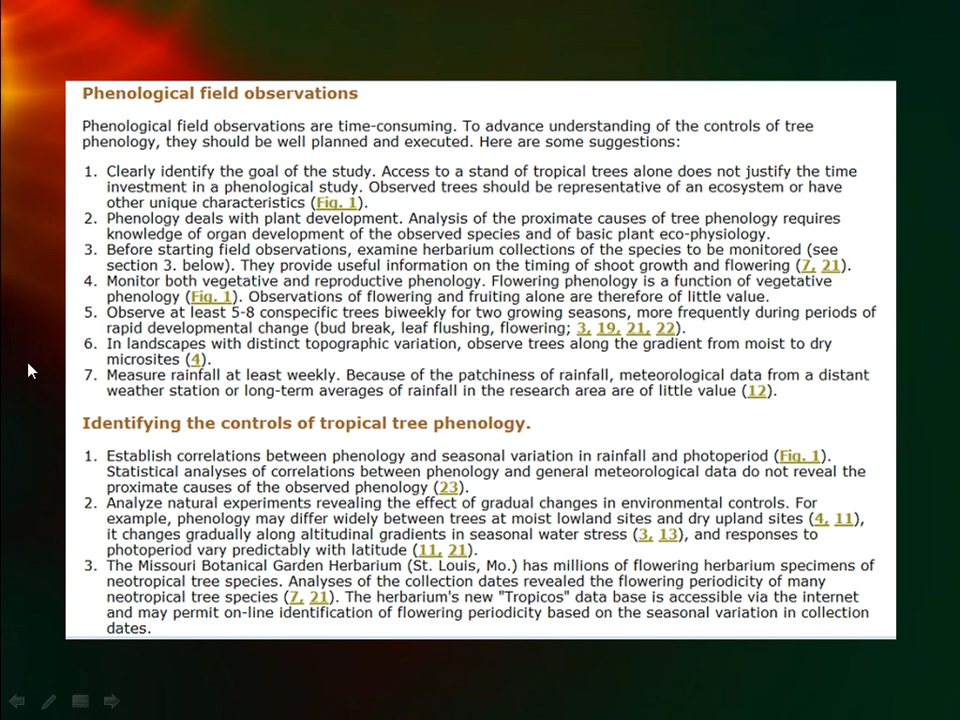 Phenological field observations
Phenological field observations are time-consuming. To advance understanding of the controls of tree
phenology, they should be well planned and executed. Here are some suggestions:
1. Clearly identify the goal of the study. Access to a stand of tropical trees alone does not justify the time
investment in a phenological study. Observed trees should be representative of an ecosystem or have
other unique characteristics (Fig. 1).
2. Phenology deals with plant development. Analysis of the proximate causes of tree phenology requires
knowledge of organ development of the observed species and of basic plant eco-physiology.
3. Before starting field observations, examine herbarium collections of the species to be monitored (see
section 3. below). They provide useful information on the timing of shoot growth and flowering (7, 21).
4. Monitor both vegetative and reproductive phenology. Flowering phenology is a function of vegetative
phenology (Fig. 1). Observations of flowering and fruiting alone are therefore of little value.
5. Observe at least 5-8 conspecific trees biweekly for two growing seasons, more frequently during periods of
rapid developmental change (bud break, leaf flushing, flowering; 3, 19, 21, 22).
6. In landscapes with distinct topographic variation, observe trees along the gradient from moist to dry
microsites (4).
7. Measure rainfall at least weekly. Because of the patchiness of rainfall, meteorological data from a distant
weather station or long-term averages of rainfall in the research area are of little value (12).
Identifying the controls of tropical tree phenology.
1. Establish correlations between phenology and seasonal variation in rainfall and photoperiod (Fig. 1).
Statistical analyses of correlations between phenology and general meteorological data do not reveal the
proximate causes of the observed phenology (23).
2. Analyze natural experiments revealing the effect of gradual changes in environmental controls. For
example, phenology may differ widely between trees at moist lowland sites and dry upland sites (4, 11),
it changes gradually along altitudinal gradients in seasonal water stress (3, 13), and responses to
photoperiod vary predictably with latitude (11, 21).
3. The Missouri Botanical Garden Herbarium (St. Louis, Mo.) has millions of flowering herbarium specimens of
neotropical tree species. Analyses of the collection dates revealed the flowering periodicity of many
neotropical tree species (7, 21). The herbarium's new "Tropicos" data base is accessible via the internet
and may permit on-line identification of flowering periodicity based on the seasonal variation in collection
dates.